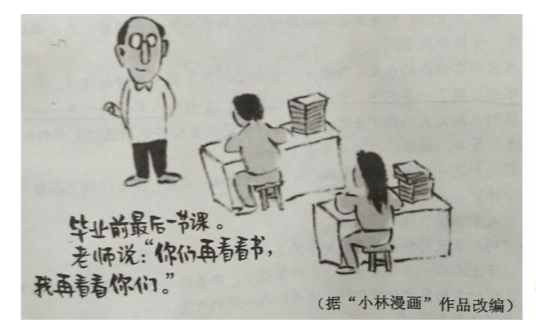 毕业前最后一节课。
老师说:“你们再看看书,
我再看看你们。”
(据“小林漫画”作品改编)